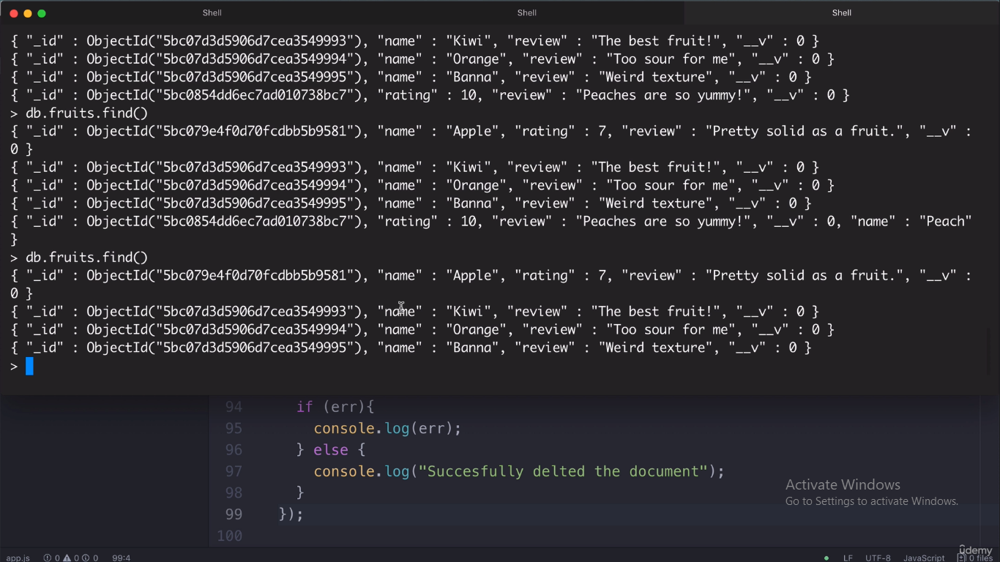 Shell Shell Shell
{ "_id" : ObjectId("5bc07d3d5906d7cea3549993"), "name" : "Kiwi", "review" : "The best fruit!", "__v" : 0 }
{ "_id" : ObjectId("5bc07d3d5906d7cea3549994"), "name" : "Orange", "review" : "Too sour for me", "__v" : 0 }
{ "_id" : ObjectId("5bc07d3d5906d7cea3549995"), "name" : "Banna", "review" : "Weird texture", "__v" : 0 }
{ "_id" : ObjectId("5bc0854dd6ec7ad010738bc7"), "rating" : 10, "review" : "Peaches are so yummy!", "__v" : 0 }
> db.fruits.find()
{ "_id" : ObjectId("5bc079e4f0d70fcdbb5b9581"), "name" : "Apple", "rating" : 7, "review" : "Pretty solid as a fruit.", "__v" :
0 }
{ "_id" : ObjectId("5bc07d3d5906d7cea3549993"), "name" : "Kiwi", "review" : "The best fruit!", "__v" : 0 }
{ "_id" : ObjectId("5bc07d3d5906d7cea3549994"), "name" : "Orange", "review" : "Too sour for me", "__v" : 0 }
{ "_id" : ObjectId("5bc07d3d5906d7cea3549995"), "name" : "Banna", "review" : "Weird texture", "__v" : 0 }
{ "_id" : ObjectId("5bc0854dd6ec7ad010738bc7"), "rating" : 10, "review" : "Peaches are so yummy!", "__v" : 0, "name" : "Peach"
}
> db.fruits.find()
{ "_id" : ObjectId("5bc079e4f0d70fcdbb5b9581"), "name" : "Apple", "rating" : 7, "review" : "Pretty solid as a fruit.", "__v" :
0 }
{ "_id" : ObjectId("5bc07d3d5906d7cea3549993"), "name" : "Kiwi", "review" : "The best fruit!", "__v" : 0 }
{ "_id" : ObjectId("5bc07d3d5906d7cea3549994"), "name" : "Orange", "review" : "Too sour for me", "__v" : 0 }
{ "_id" : ObjectId("5bc07d3d5906d7cea3549995"), "name" : "Banna", "review" : "Weird texture", "__v" : 0 }
>
94 if (err){
95 console.log(err);
96 } else {
97 console.log("Succesfully delted the document");
98 }
99 });
100
Activate Windows
Go to Settings to activate Windows.
app.js 0 0 0 99:4 LF UTF-8 JavaScript 0 files
ûdemy